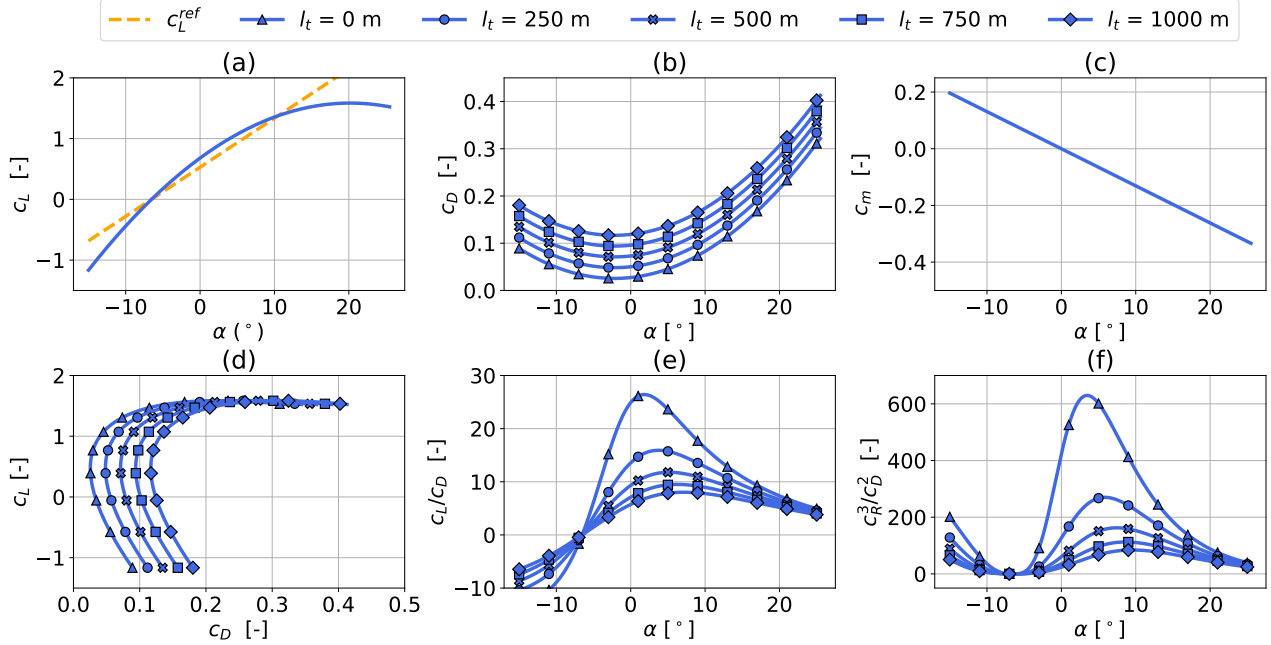 c_L^{ref} l_t = 0 m l_t = 250 m l_t = 500 m l_t = 750 m l_t = 1000 m
(a)
2
1
0
−1
−10 0 10 20
c_L [-]
α (°)
(b)
0.4
0.3
0.2
0.1
0.0
−10 0 10 20
c_D [-]
α [°]
(c)
0.2
0.0
−0.2
−0.4
−10 0 10 20
c_m [-]
α [°]
(d)
2
1
0
−1
0.0 0.1 0.2 0.3 0.4 0.5
c_L [-]
c_D [-]
(e)
30
20
10
0
−10
−10 0 10 20
c_L/c_D [-]
α [°]
(f)
600
400
200
0
−10 0 10 20
c_R^3/c_D^2 [-]
α [°]